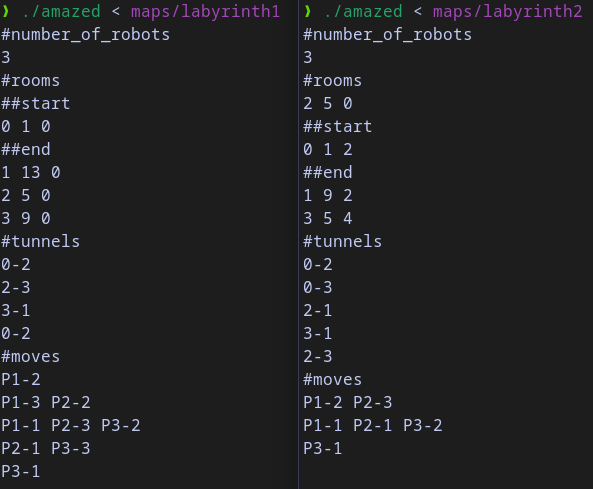 ❯ ./amazed < maps/labyrinth1
#number_of_robots
3
#rooms
##start
0 1 0
##end
1 13 0
2 5 0
3 9 0
#tunnels
0-2
2-3
3-1
0-2
#moves
P1-2
P1-3 P2-2
P1-1 P2-3 P3-2
P2-1 P3-3
P3-1
❯ ./amazed < maps/labyrinth2
#number_of_robots
3
#rooms
2 5 0
##start
0 1 2
##end
1 9 2
3 5 4
#tunnels
0-2
0-3
2-1
3-1
2-3
#moves
P1-2 P2-3
P1-1 P2-1 P3-2
P3-1